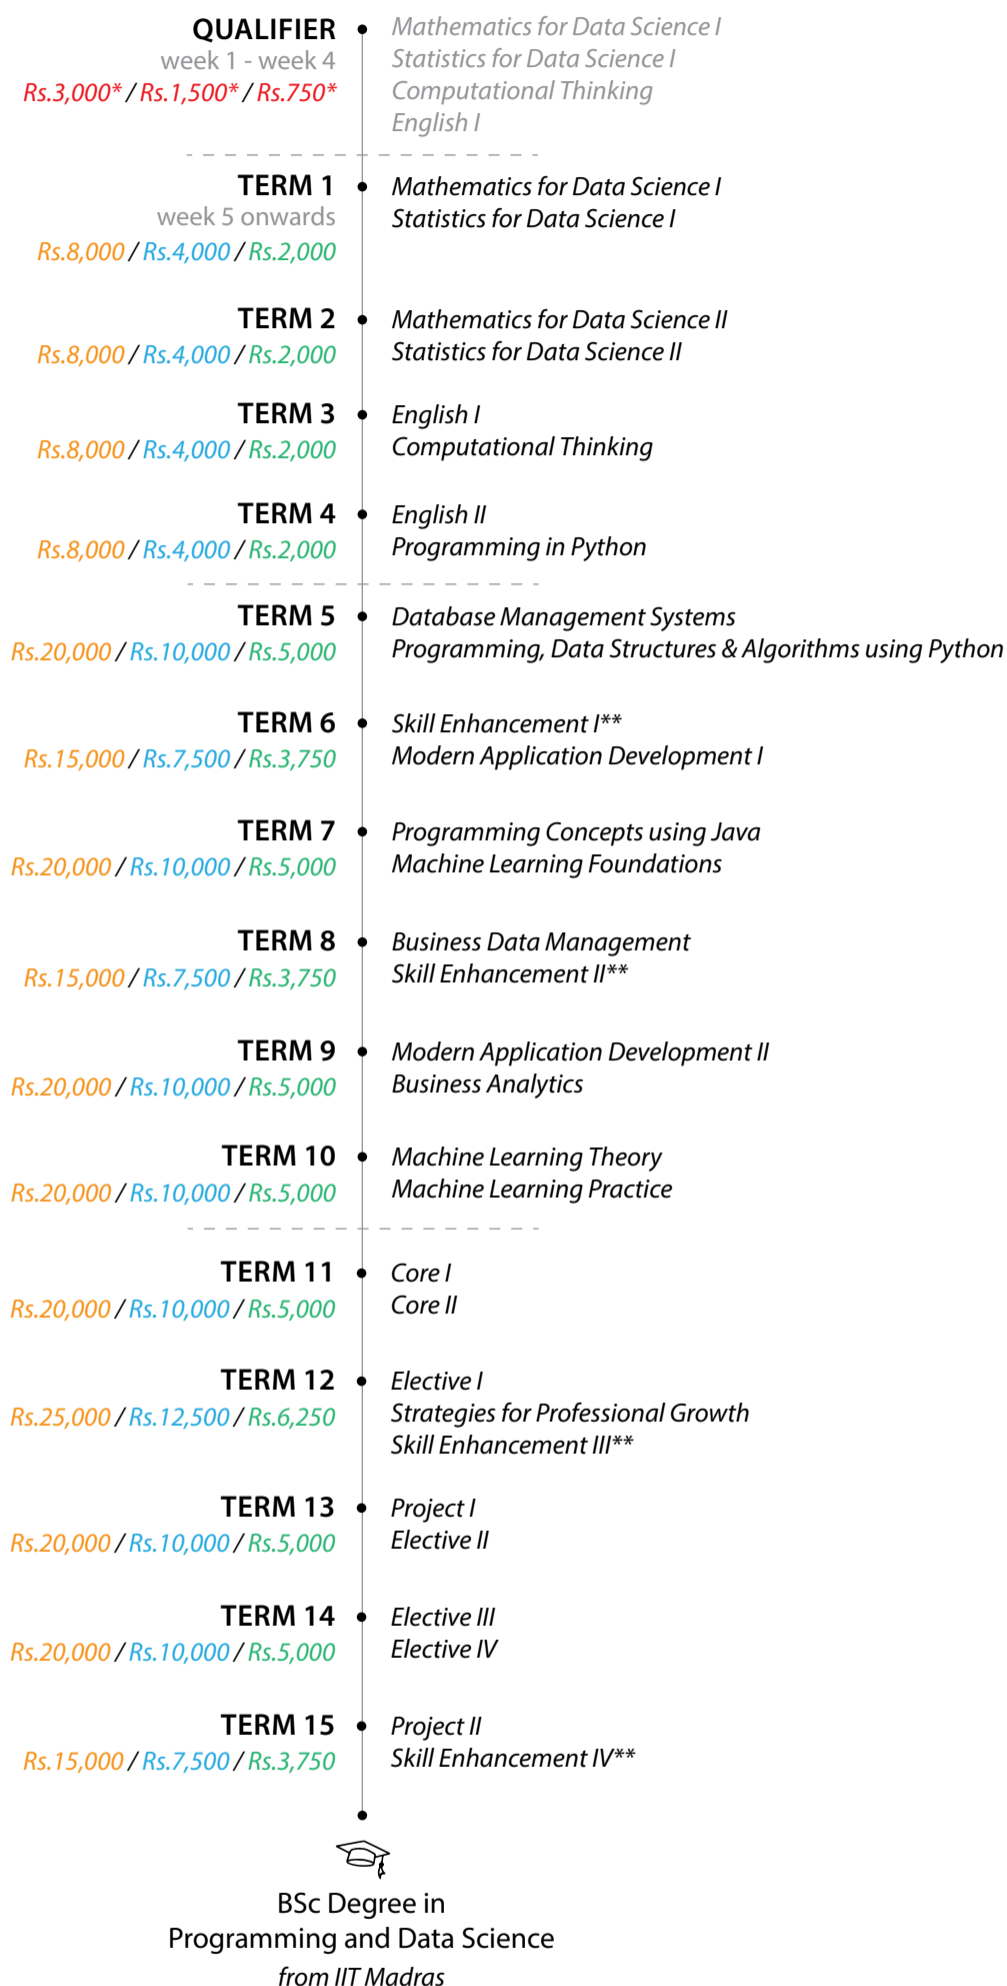 QUALIFIER
week 1 - week 4
Rs.3,000* / Rs.1,500* / Rs.750*
Mathematics for Data Science I
Statistics for Data Science I
Computational Thinking
English I
TERM 1
week 5 onwards
Rs.8,000 / Rs.4,000 / Rs.2,000
Mathematics for Data Science I
Statistics for Data Science I
TERM 2
Rs.8,000 / Rs.4,000 / Rs.2,000
Mathematics for Data Science II
Statistics for Data Science II
TERM 3
Rs.8,000 / Rs.4,000 / Rs.2,000
English I
Computational Thinking
TERM 4
Rs.8,000 / Rs.4,000 / Rs.2,000
English II
Programming in Python
TERM 5
Rs.20,000 / Rs.10,000 / Rs.5,000
Database Management Systems
Programming, Data Structures & Algorithms using Python
TERM 6
Rs.15,000 / Rs.7,500 / Rs.3,750
Skill Enhancement I**
Modern Application Development I
TERM 7
Rs.20,000 / Rs.10,000 / Rs.5,000
Programming Concepts using Java
Machine Learning Foundations
TERM 8
Rs.15,000 / Rs.7,500 / Rs.3,750
Business Data Management
Skill Enhancement II**
TERM 9
Rs.20,000 / Rs.10,000 / Rs.5,000
Modern Application Development II
Business Analytics
TERM 10
Rs.20,000 / Rs.10,000 / Rs.5,000
Machine Learning Theory
Machine Learning Practice
TERM 11
Rs.20,000 / Rs.10,000 / Rs.5,000
Core I
Core II
TERM 12
Rs.25,000 / Rs.12,500 / Rs.6,250
Elective I
Strategies for Professional Growth
Skill Enhancement III**
TERM 13
Rs.20,000 / Rs.10,000 / Rs.5,000
Project I
Elective II
TERM 14
Rs.20,000 / Rs.10,000 / Rs.5,000
Elective III
Elective IV
TERM 15
Rs.15,000 / Rs.7,500 / Rs.3,750
Project II
Skill Enhancement IV**
BSc Degree in
Programming and Data Science
from IIT Madras